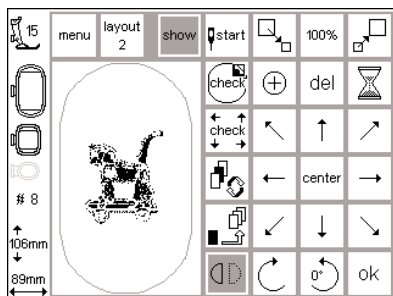 15
menu
layout
2
show
start
100%
check
del
check
center
# 8
106mm
89mm
0°
ok